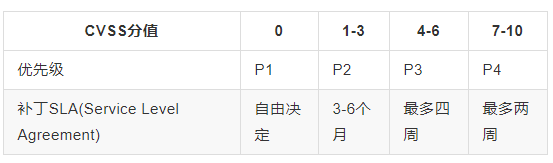 CVSS分值 0 1-3 4-6 7-10
优先级 P1 P2 P3 P4
补丁SLA(Service Level 自由决 3-6个 最多四 最多两
Agreement) 定 月 周 周